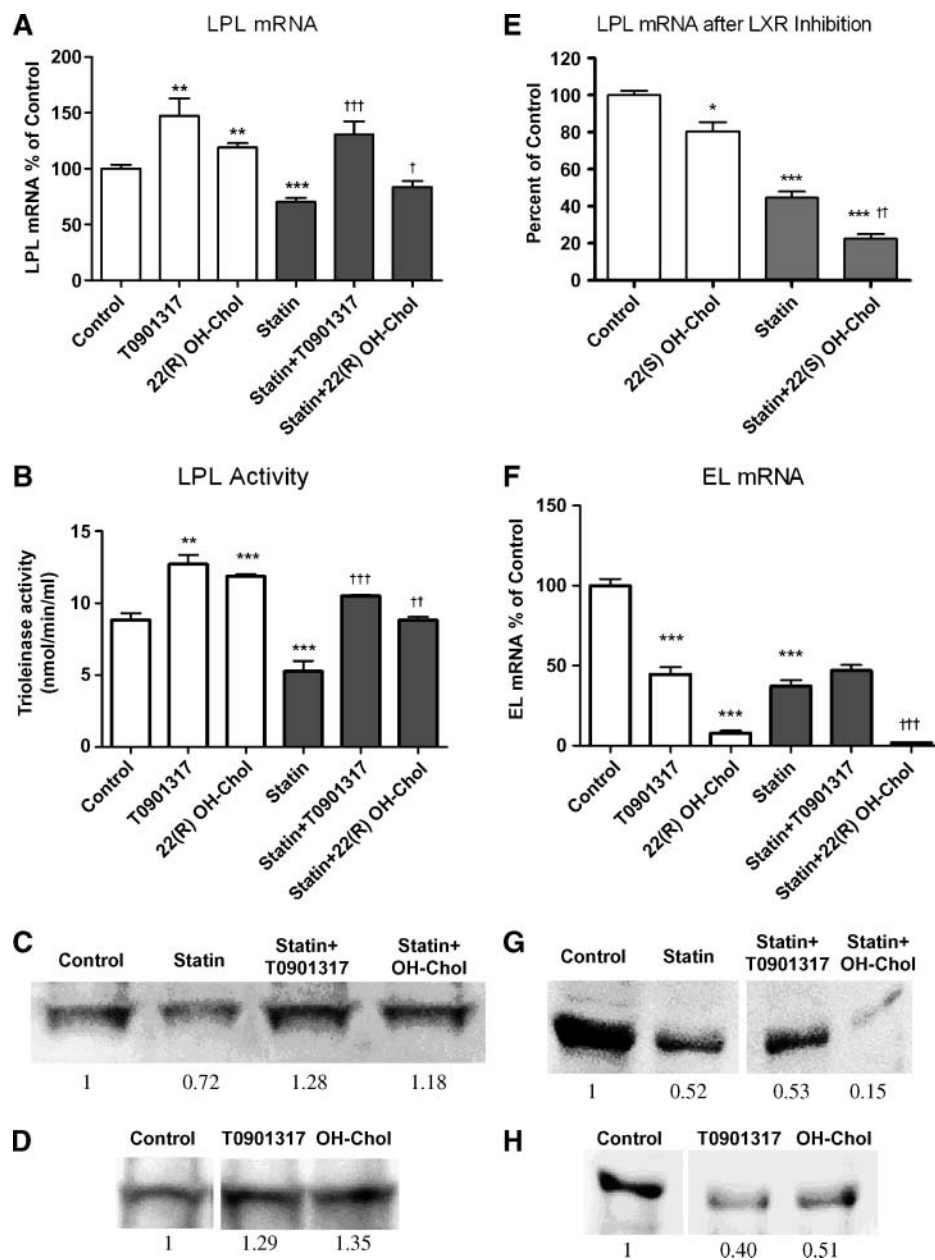 A
LPL mRNA
LPL mRNA % of Control
200
150
100
50
0
**
**
***
†††
†
Control
T0901317
22(R) OH-Chol
Statin
Statin+T0901317
Statin+22(R) OH-Chol
E
LPL mRNA after LXR Inhibition
Percent of Control
120
100
80
60
40
20
0
*
***
*** ††
Control
22(S) OH-Chol
Statin
Statin+22(S) OH-Chol
B
LPL Activity
Trioleinase activity
(nmol/min/ml)
15
10
5
0
**
***
***
†††
††
Control
T0901317
22(R) OH-Chol
Statin
Statin+T0901317
Statin+22(R) OH-Chol
F
EL mRNA
EL mRNA % of Control
150
100
50
0
***
***
***
†††
Control
T0901317
22(R) OH-Chol
Statin
Statin+T0901317
Statin+22(R) OH-Chol
C
Control Statin Statin+ T0901317 Statin+ OH-Chol
1 0.72 1.28 1.18
G
Control Statin Statin+ T0901317 Statin+ OH-Chol
1 0.52 0.53 0.15
D
Control T0901317 OH-Chol
1 1.29 1.35
H
Control T0901317 OH-Chol
1 0.40 0.51